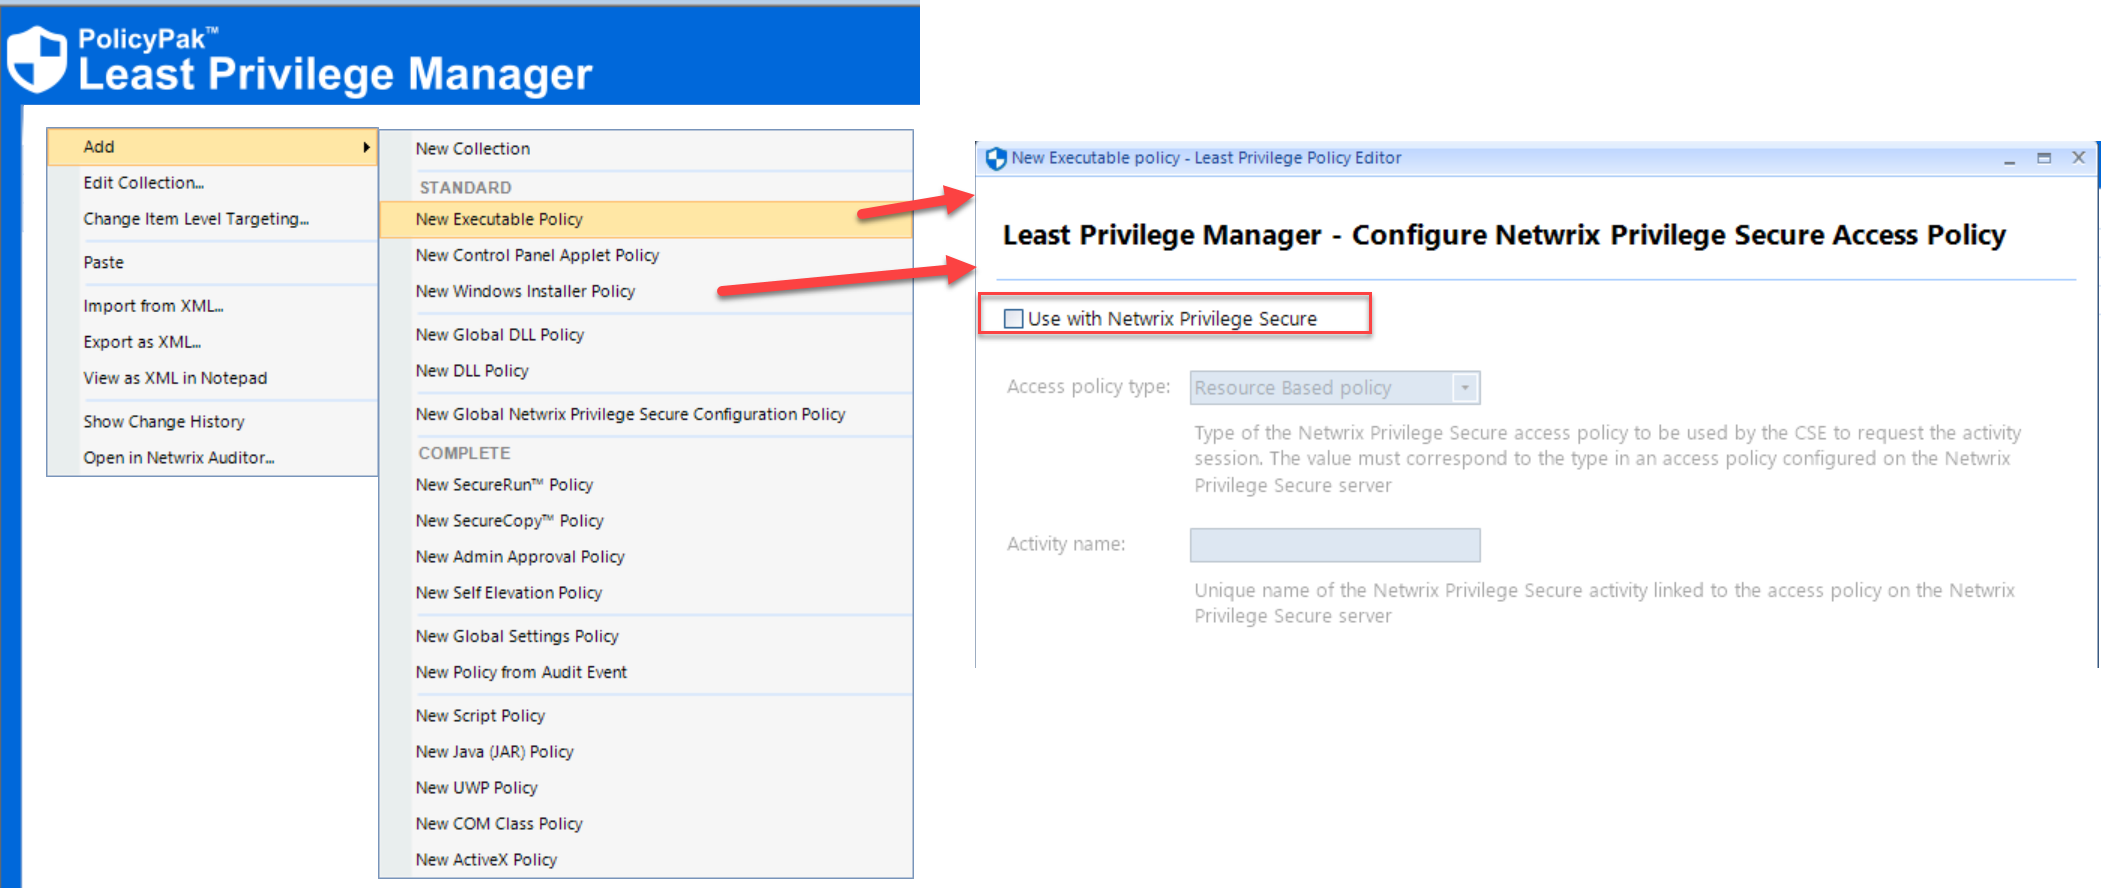 PolicyPak™
Least Privilege Manager
Add
Edit Collection...
Change Item Level Targeting...
Paste
Import from XML...
Export as XML...
View as XML in Notepad
Show Change History
Open in Netwrix Auditor...
New Collection
STANDARD
New Executable Policy
New Control Panel Applet Policy
New Windows Installer Policy
New Global DLL Policy
New DLL Policy
New Global Netwrix Privilege Secure Configuration Policy
COMPLETE
New SecureRun™ Policy
New SecureCopy™ Policy
New Admin Approval Policy
New Self Elevation Policy
New Global Settings Policy
New Policy from Audit Event
New Script Policy
New Java (JAR) Policy
New UWP Policy
New COM Class Policy
New ActiveX Policy
New Executable policy - Least Privilege Policy Editor
Least Privilege Manager - Configure Netwrix Privilege Secure Access Policy
Use with Netwrix Privilege Secure
Access policy type:
Resource Based policy
Type of the Netwrix Privilege Secure access policy to be used by the CSE to request the activity
session. The value must correspond to the type in an access policy configured on the Netwrix
Privilege Secure server
Activity name:
Unique name of the Netwrix Privilege Secure activity linked to the access policy on the Netwrix
Privilege Secure server